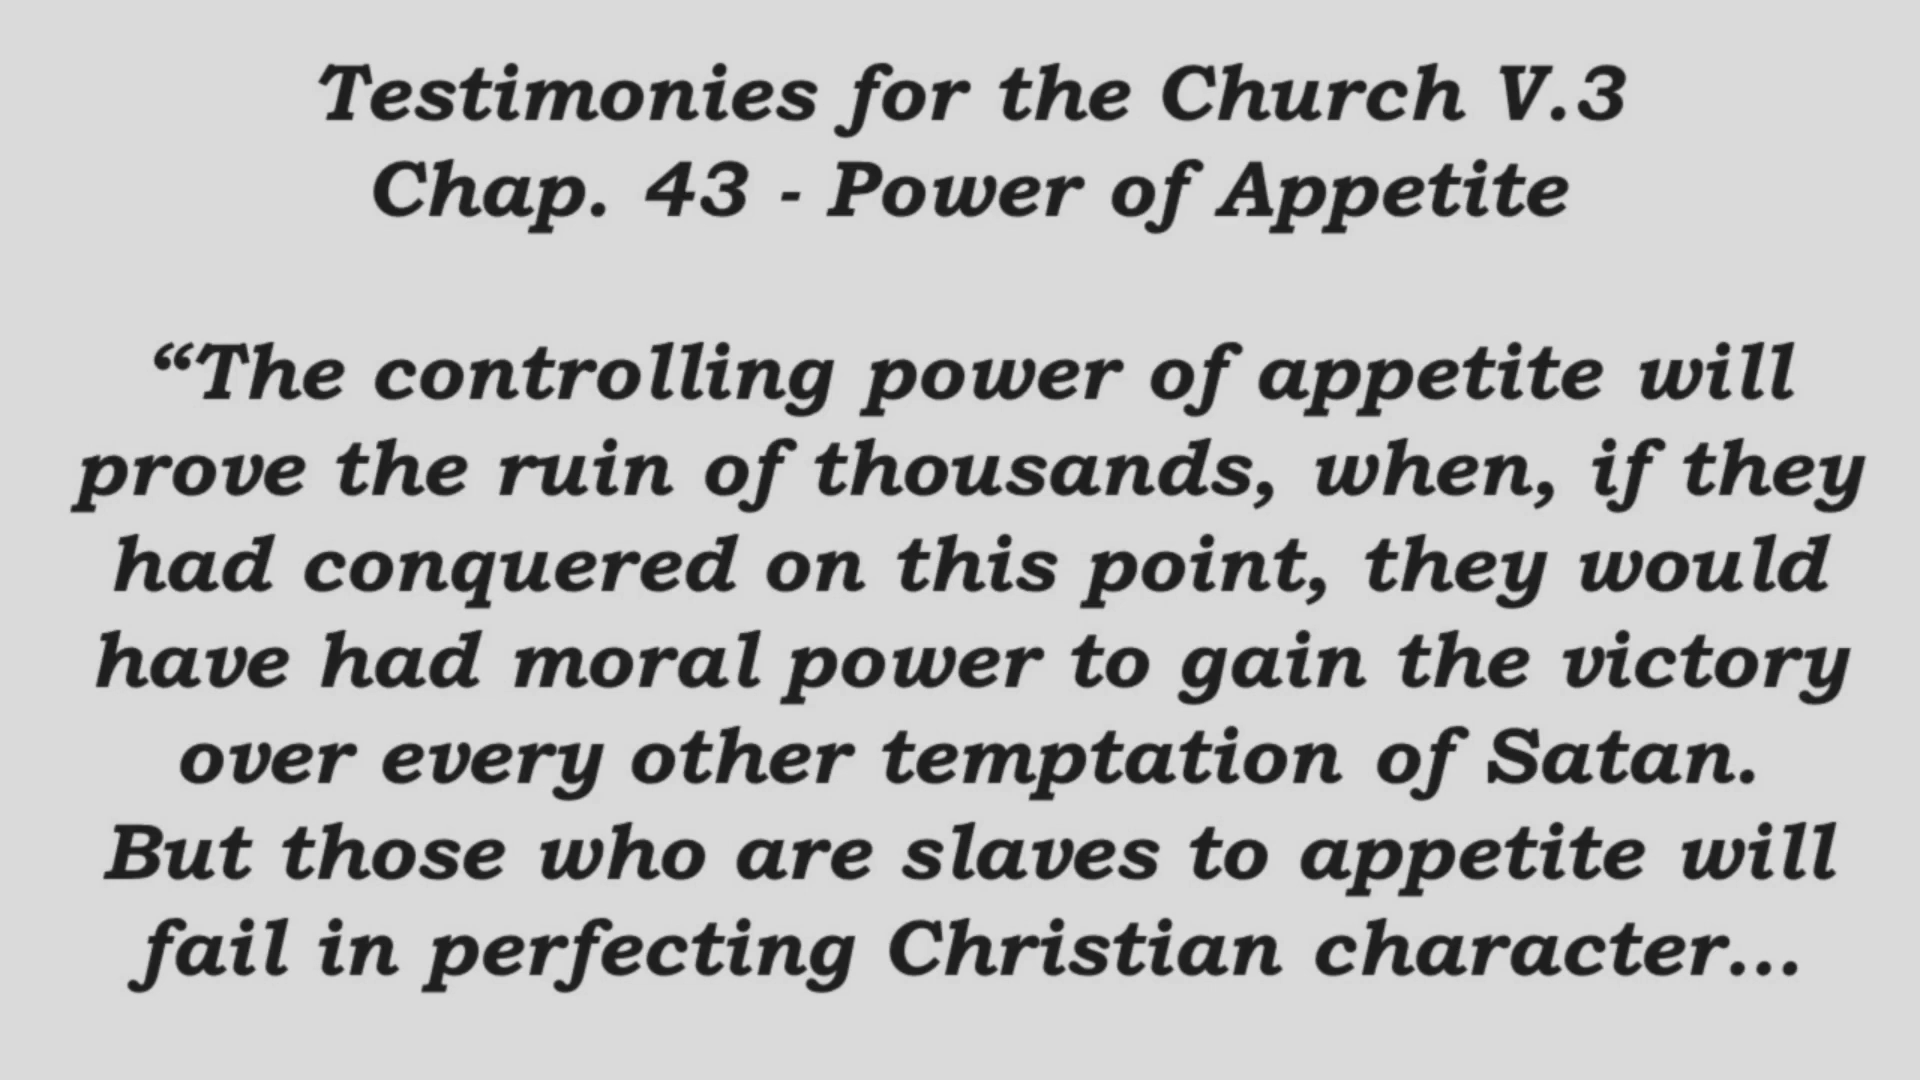 Testimonies for the Church V.3
Chap. 43 - Power of Appetite
“The controlling power of appetite will
prove the ruin of thousands, when, if they
had conquered on this point, they would
have had moral power to gain the victory
over every other temptation of Satan.
But those who are slaves to appetite will
fail in perfecting Christian character...